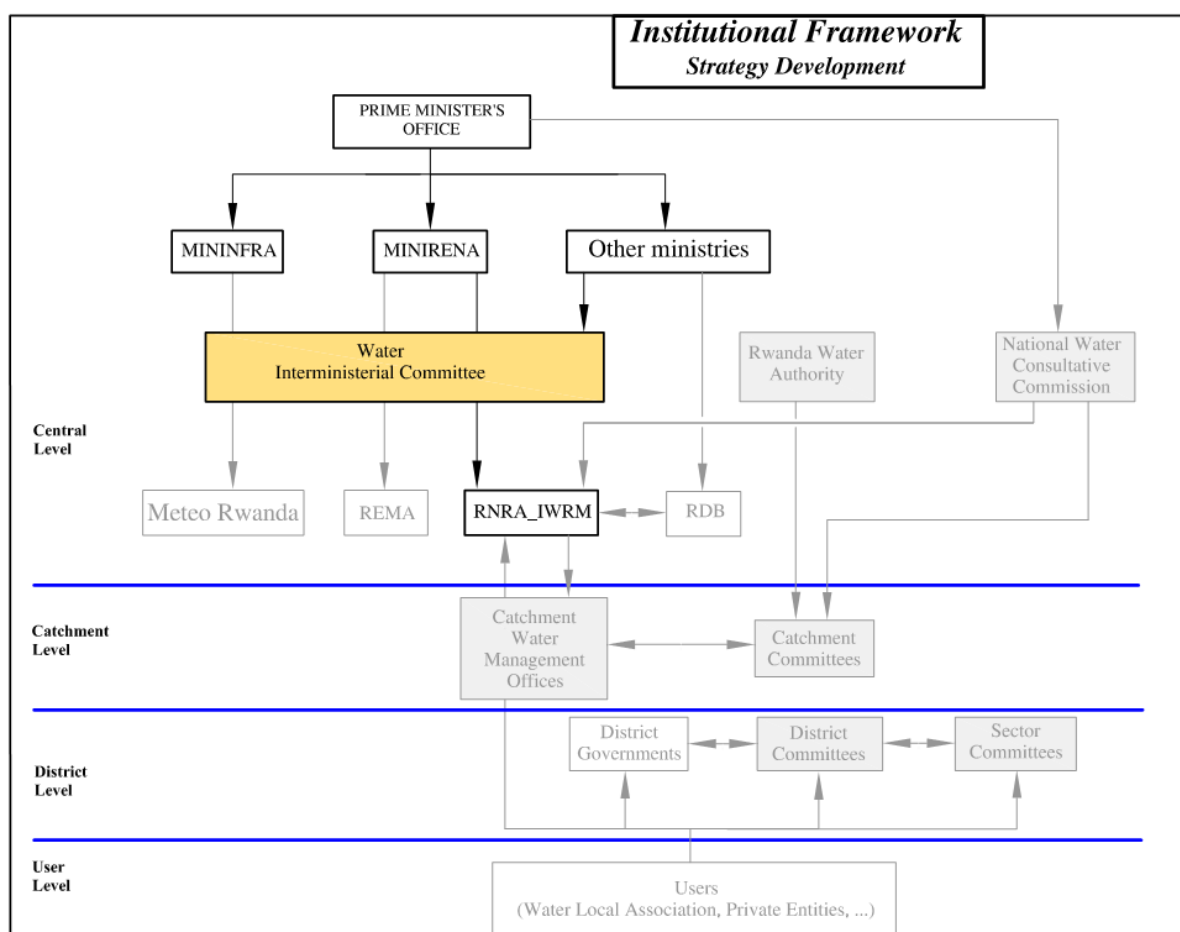 Institutional Framework
Strategy Development
PRIME MINISTER'S
OFFICE
MININFRA
MINIRENA
Other ministries
Water
Interministerial Committee
Rwanda Water
Authority
National Water
Consultative
Commission
Central
Level
Meteo Rwanda
REMA
RNRA_IWRM
RDB
Catchment
Level
Catchment
Water
Management
Offices
Catchment
Committees
District
Level
District
Governments
District
Committees
Sector
Committees
User
Level
Users
(Water Local Association, Private Entities, ...)